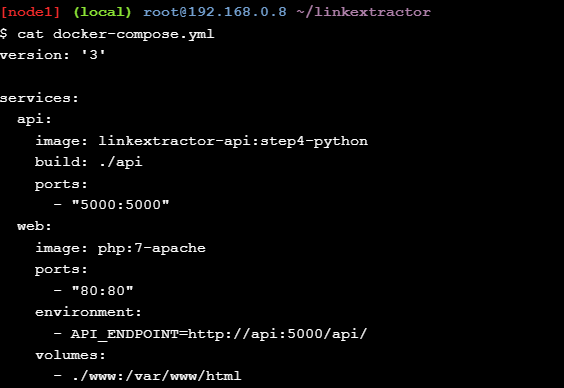 [node1] (local) root@192.168.0.8 ~/linkextractor
$ cat docker-compose.yml
version: '3'

services:
  api:
    image: linkextractor-api:step4-python
    build: ./api
    ports:
      - "5000:5000"
  web:
    image: php:7-apache
    ports:
      - "80:80"
    environment:
      - API_ENDPOINT=http://api:5000/api/
    volumes:
      - ./www:/var/www/html